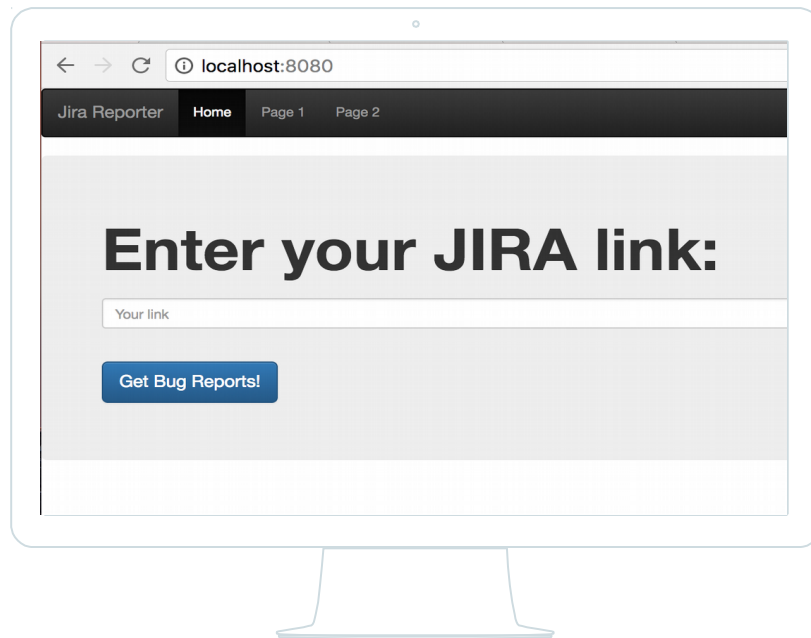 localhost:8080
Jira Reporter Home Page 1 Page 2
Enter your JIRA link:
Your link
Get Bug Reports!